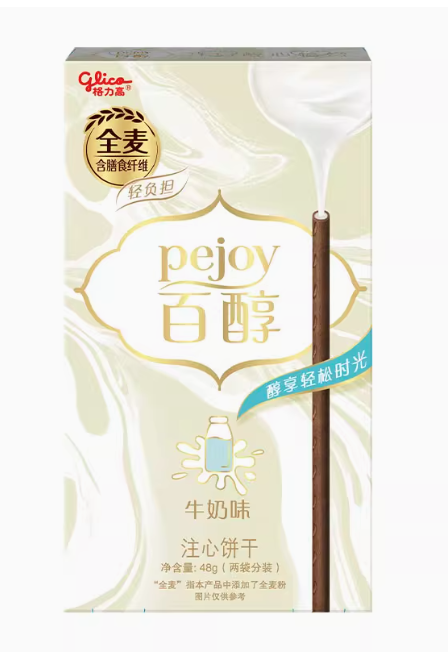 Glico
格力高®
全麦
含膳食纤维
轻负担
pejoy
百醇
醇享轻松时光
牛奶味
注心饼干
净含量: 48g（两袋分装）
“全麦”指本产品中添加了全麦粉
图片仅供参考